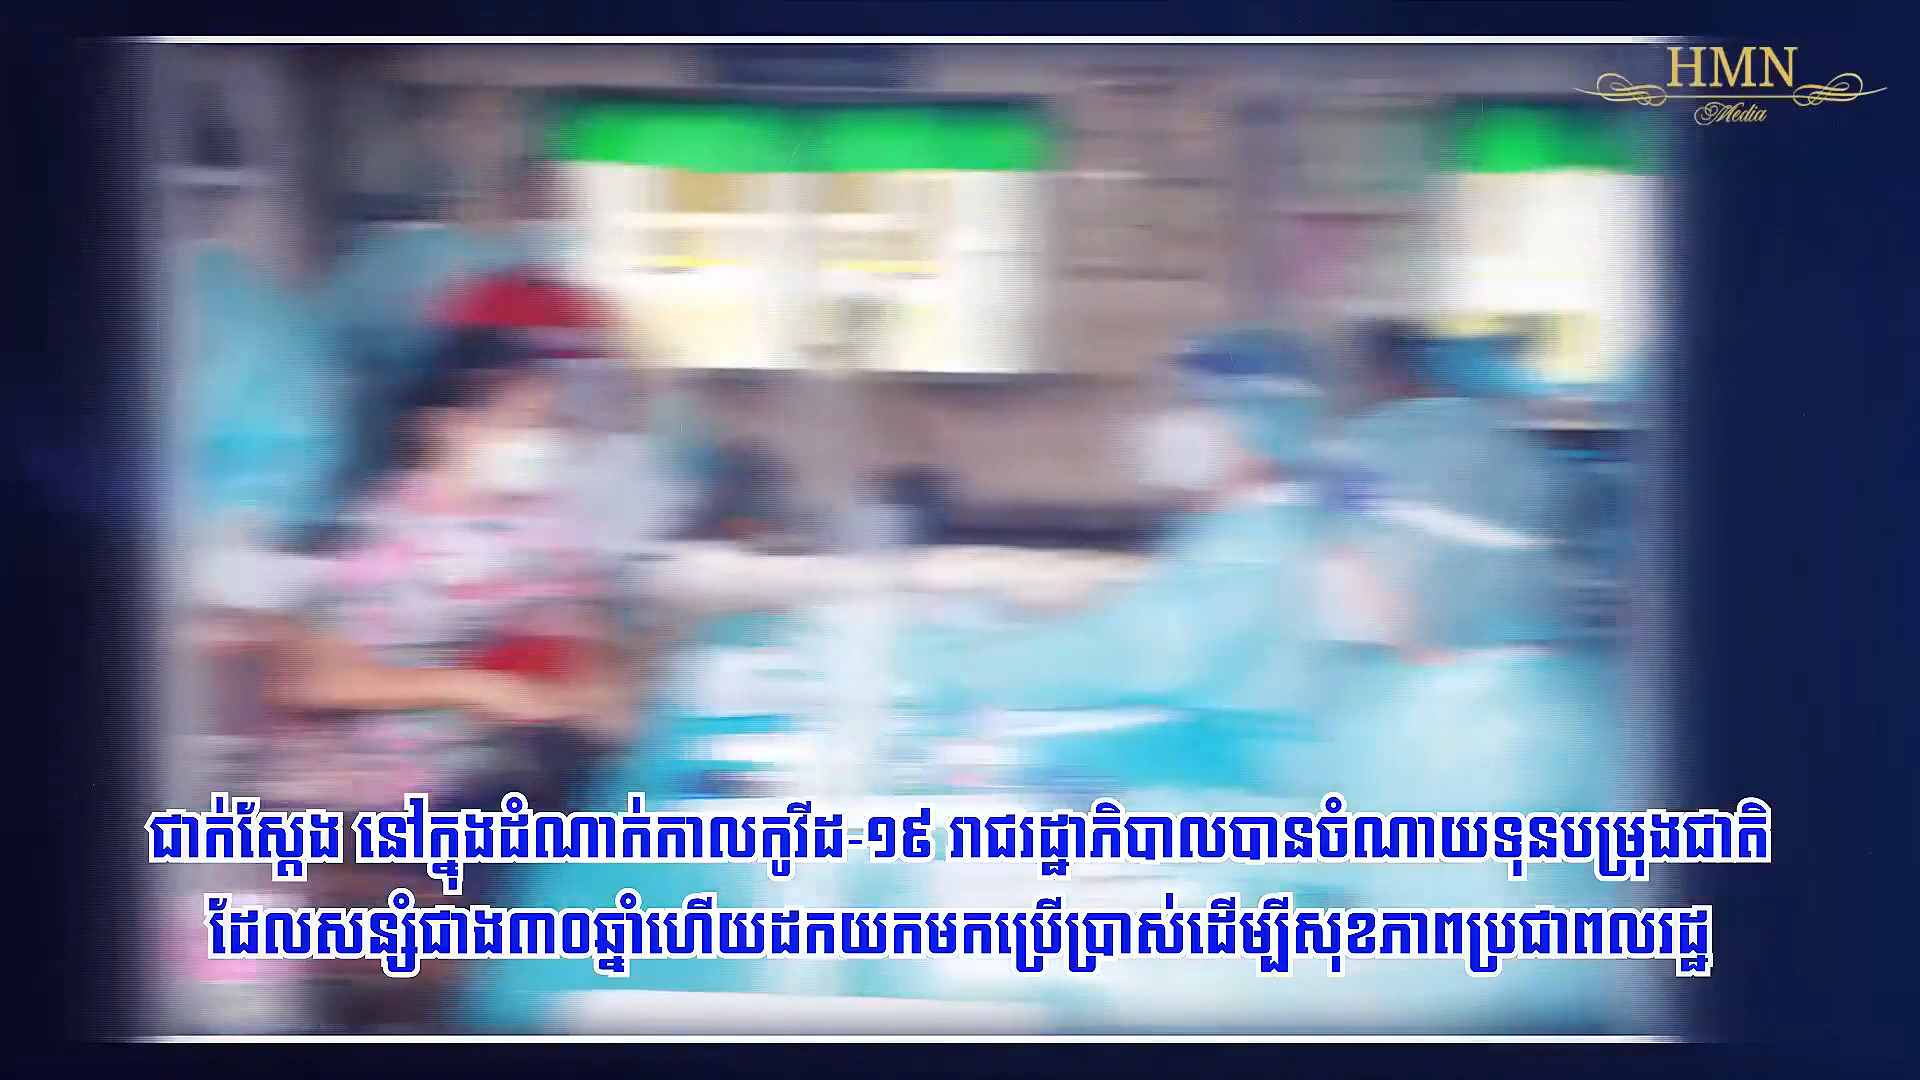 HMN
Media
ជាក់ស្តែង នៅក្នុងដំណាក់កាលកូវីដ-១៩ រាជរដ្ឋាភិបាលបានចំណាយទុនបម្រុងជាតិ
ដែលសន្សំជាង៣០ឆ្នាំហើយដកយកមកប្រើប្រាស់ដើម្បីសុខភាពប្រជាពលរដ្ឋ